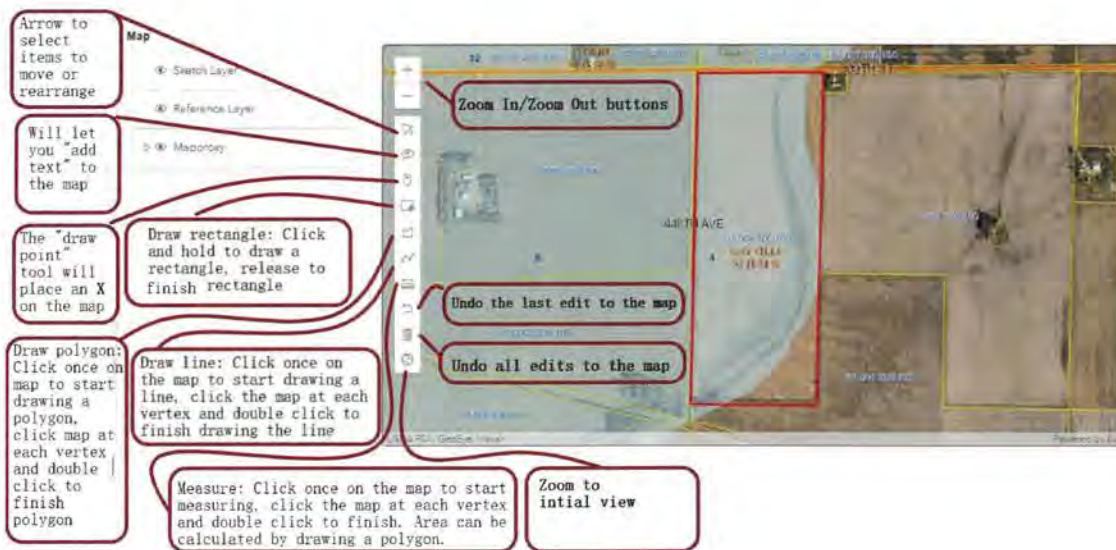 Arrow to
select
items to
move or
rearrange
Map
Sketch Layer
Reference Layer
Will let
you "add
text" to
the map
Zoom In/Zoom Out buttons
The "draw
point"
tool will
place an X
on the map
Draw rectangle: Click
and hold to draw a
rectangle, release to
finish rectangle
Undo the last edit to the map
Undo all edits to the map
Draw polygon:
Click once on
map to start
drawing a
polygon,
click map at
each vertex
and double
click to
finish
polygon
Draw line: Click once on
the map to start drawing a
line, click the map at each
vertex and double click to
finish drawing the line
Measure: Click once on the map to start
measuring, click the map at each vertex
and double click to finish. Area can be
calculated by drawing a polygon.
Zoom to
intial view